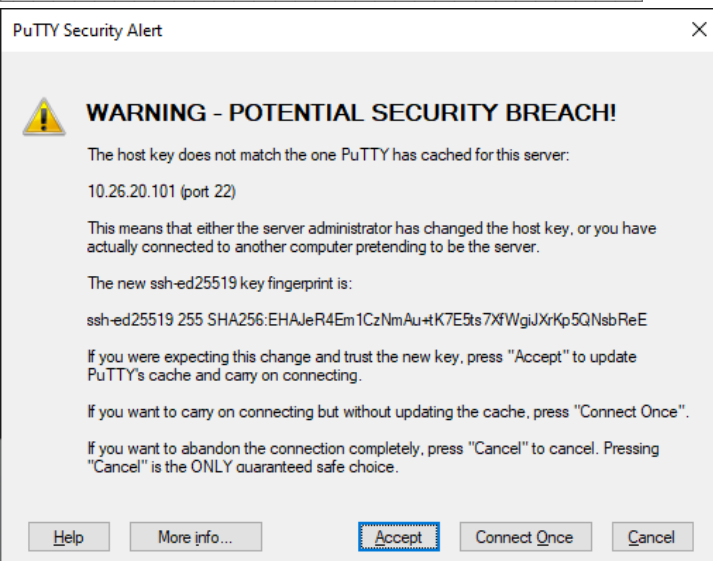 PuTTY Security Alert
WARNING - POTENTIAL SECURITY BREACH!
The host key does not match the one PuTTY has cached for this server:
10.26.20.101 (port 22)
This means that either the server administrator has changed the host key, or you have
actually connected to another computer pretending to be the server.
The new ssh-ed25519 key fingerprint is:
ssh-ed25519 255 SHA256:EHAJeR4Em1CzNmAu+tK7E5ts7XfWgiJXrKp5QNsbReE
If you were expecting this change and trust the new key, press "Accept" to update
PuTTY's cache and carry on connecting.
If you want to carry on connecting but without updating the cache, press "Connect Once".
If you want to abandon the connection completely, press "Cancel" to cancel. Pressing
"Cancel" is the ONLY guaranteed safe choice.
Help More info... Accept Connect Once Cancel